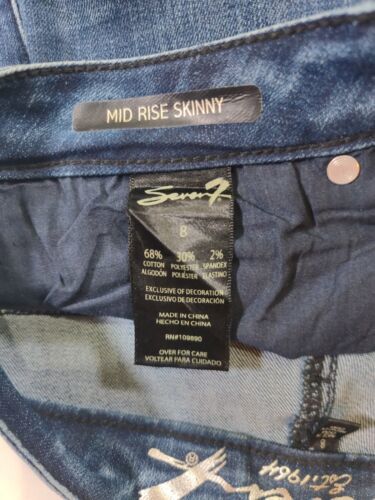 MID RISE SKINNY
Seven7
8
68% 30% 2%
COTTON POLYESTER SPANDEX
ALGODÓN POLIÉSTER ELASTINO
EXCLUSIVE OF DECORATION
EXCLUSIVO DE DECORACIÓN
MADE IN CHINA
HECHO EN CHINA
RN#109890
OVER FOR CARE
VOLTEAR PARA CUIDADO